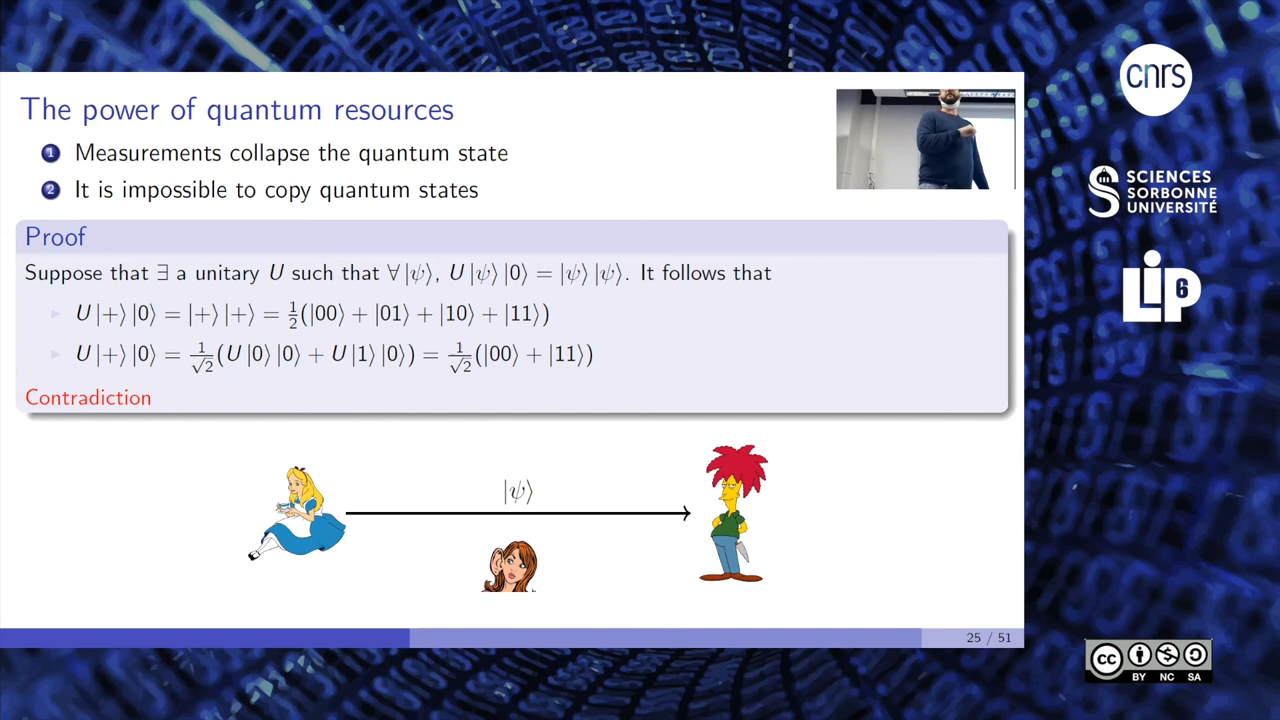 The power of quantum resources
1 Measurements collapse the quantum state
2 It is impossible to copy quantum states
Proof
Suppose that ∃ a unitary U such that ∀ |ψ⟩, U |ψ⟩ |0⟩ = |ψ⟩ |ψ⟩. It follows that
U |+⟩ |0⟩ = |+⟩ |+⟩ = 1/2(|00⟩ + |01⟩ + |10⟩ + |11⟩)
U |+⟩ |0⟩ = 1/√2(U |0⟩ |0⟩ + U |1⟩ |0⟩) = 1/√2(|00⟩ + |11⟩)
Contradiction
|ψ⟩
25 / 51
cnrs
SCIENCES
SORBONNE
UNIVERSITÉ
LIP6
cc
BY NC SA